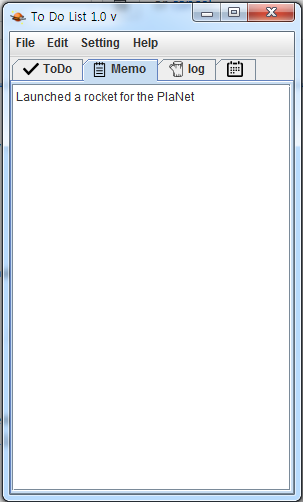 To Do List 1.0 v
File Edit Setting Help
ToDo Memo log
Launched a rocket for the PlaNet